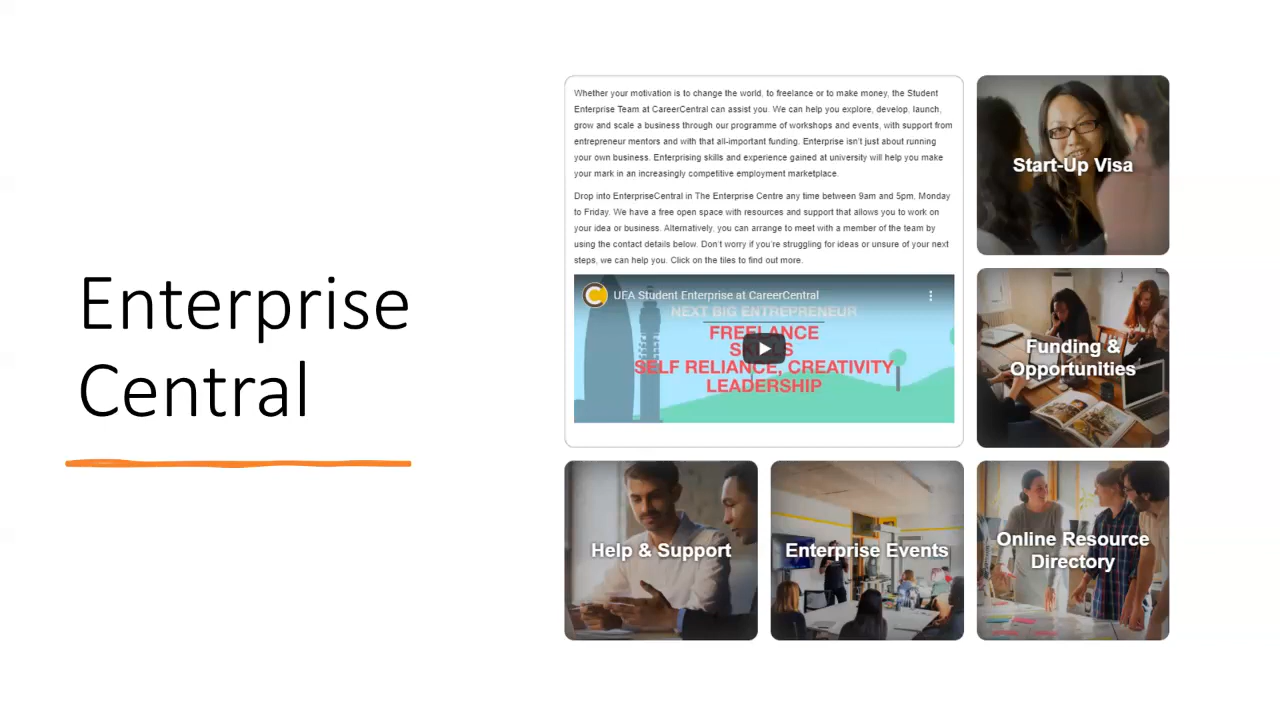 Enterprise
Central
Whether your motivation is to change the world, to freelance or to make money, the Student
Enterprise Team at CareerCentral can assist you. We can help you explore, develop, launch,
grow and scale a business through our programme of workshops and events, with support from
entrepreneur mentors and with that all-important funding. Enterprise isn't just about running
your own business. Enterprising skills and experience gained at university will help you make
your mark in an increasingly competitive employment marketplace.
Drop into EnterpriseCentral in The Enterprise Centre any time between 9am and 5pm, Monday
to Friday. We have a free open space with resources and support that allows you to work on
your idea or business. Alternatively, you can arrange to meet with a member of the team by
using the contact details below. Don't worry if you're struggling for ideas or unsure of your next
steps, we can help you. Click on the tiles to find out more.
UEA Student Enterprise at CareerCentral
NEXT BIG ENTREPRENEUR
FREELANCE
SKILLS
SELF RELIANCE, CREATIVITY
LEADERSHIP
Start-Up Visa
Funding &
Opportunities
Help & Support
Enterprise Events
Online Resource
Directory